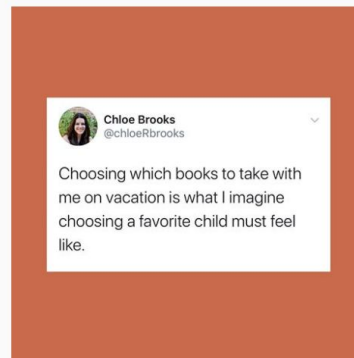 Chloe Brooks
@chloeRbrooks
Choosing which books to take with
me on vacation is what I imagine
choosing a favorite child must feel
like.